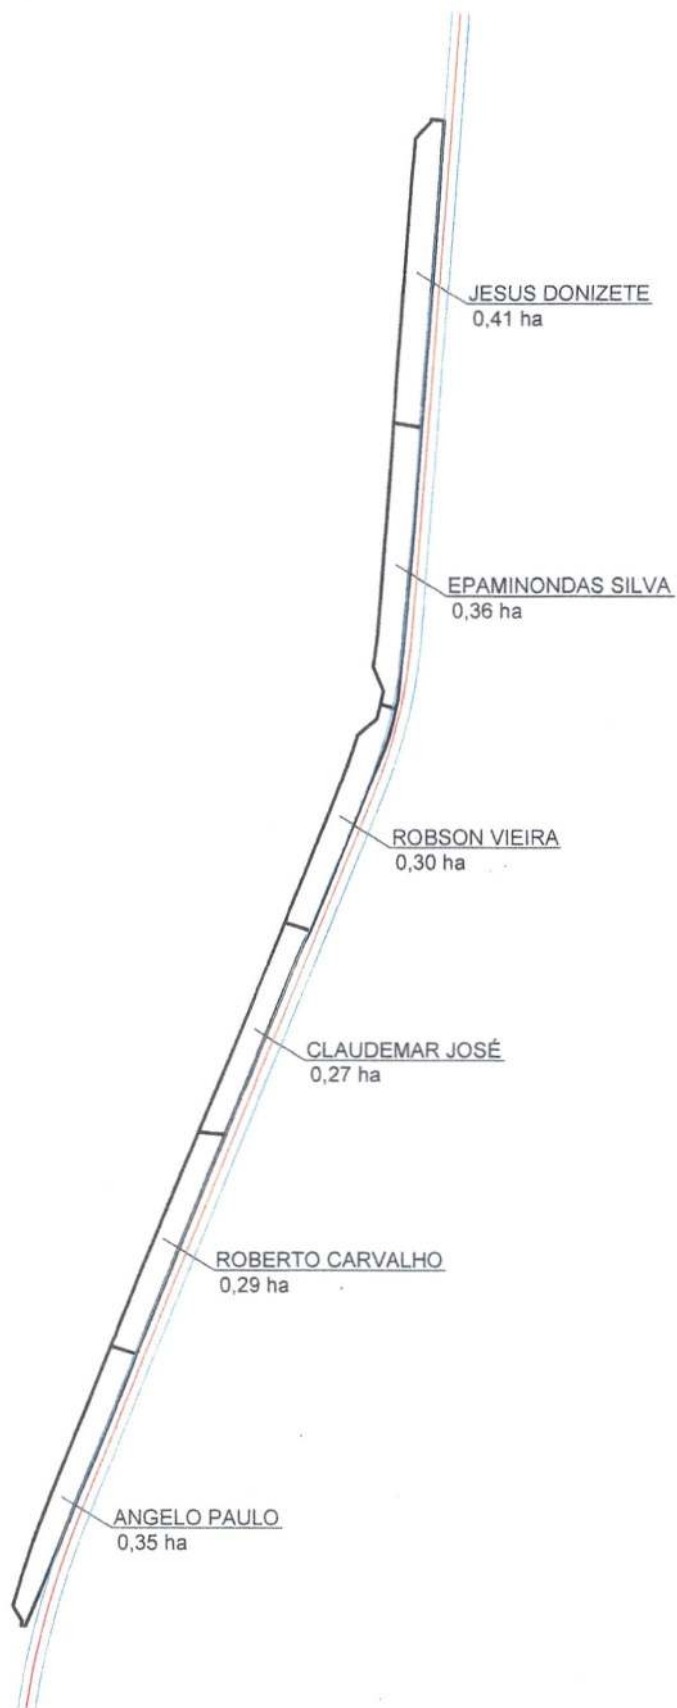 JESUS DONIZETE
0,41 ha
EPAMINONDAS SILVA
0,36 ha
ROBSON VIEIRA
0,30 ha
CLAUDEMAR JOSÉ
0,27 ha
ROBERTO CARVALHO
0,29 ha
ANGELO PAULO
0,35 ha